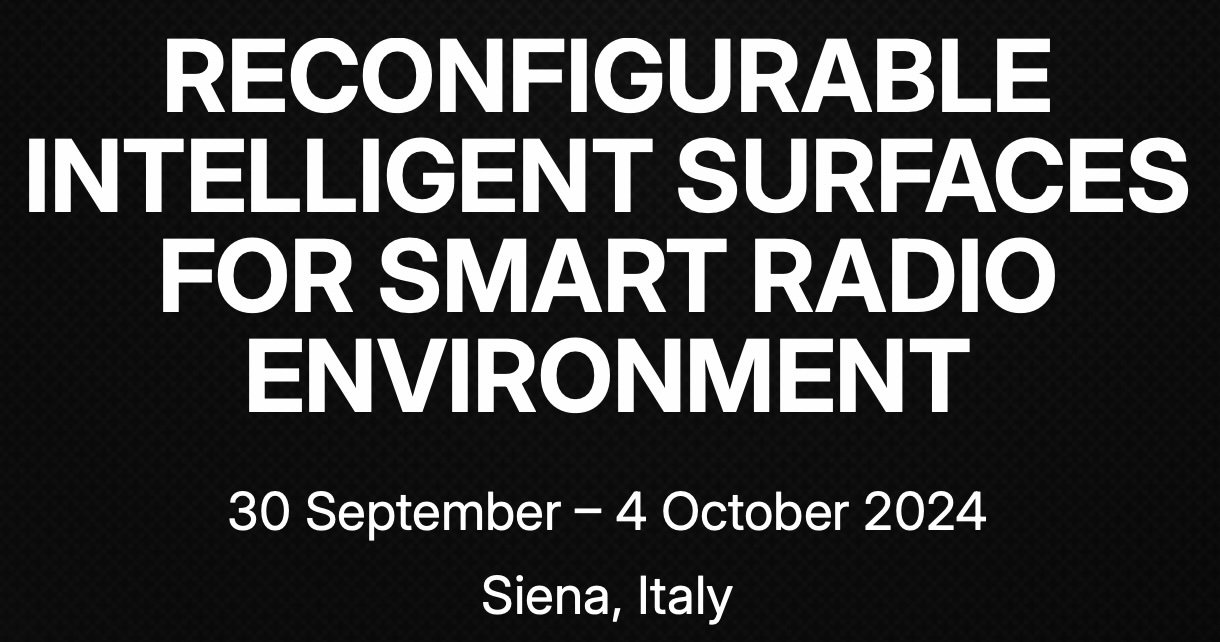 RECONFIGURABLE
INTELLIGENT SURFACES
FOR SMART RADIO
ENVIRONMENT
30 September – 4 October 2024
Siena, Italy